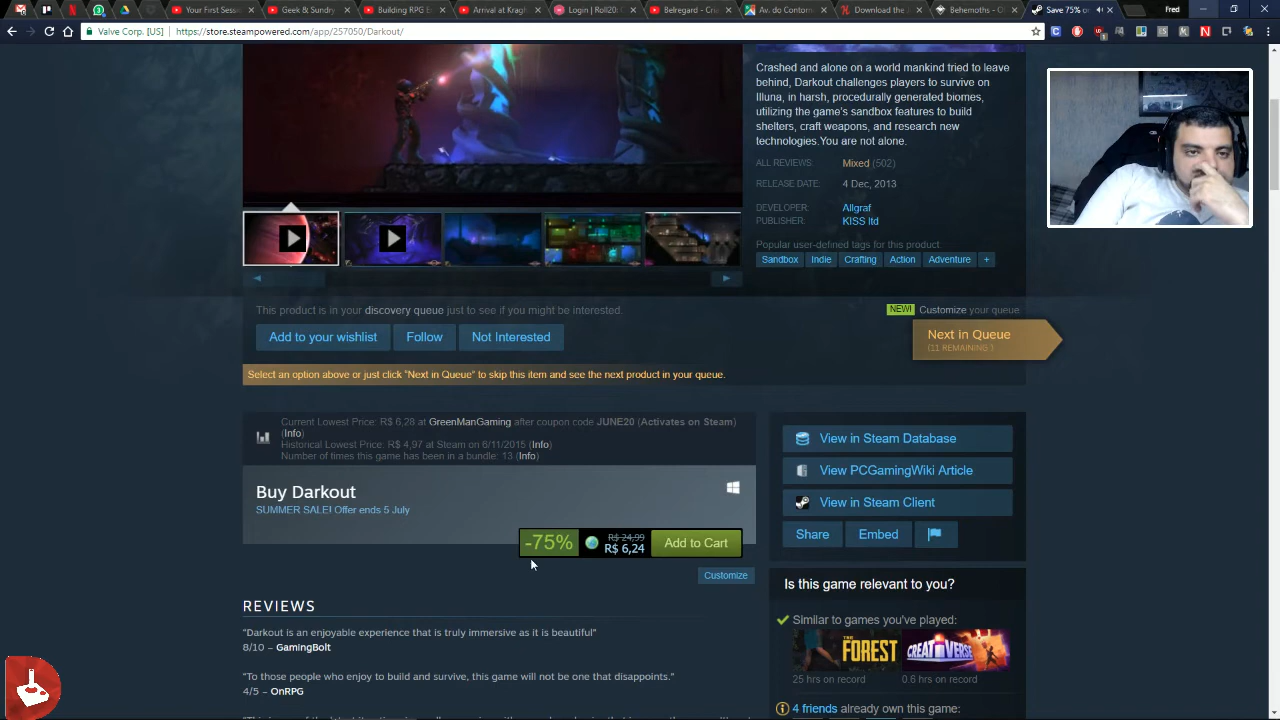 Your First Sess
Geek & Sundry
Building RPG E
Arrival at Kragh
Login | Roll20:
Belregard - Cre
Av. do Contorn
Download the
Behemoths - G
Save 75% o
Fred
Valve Corp. [US] | https://store.steampowered.com/app/257050/Darkout/
Crashed and alone on a world mankind tried to leave
behind, Darkout challenges players to survive on
Illuna, in harsh, procedurally generated biomes,
utilizing the game's sandbox features to build
shelters, craft weapons, and research new
technologies.You are not alone.
ALL REVIEWS: Mixed (502)
RELEASE DATE: 4 Dec, 2013
DEVELOPER: Allgraf
PUBLISHER: KISS ltd
Popular user-defined tags for this product:
Sandbox Indie Crafting Action Adventure +
This product is in your discovery queue just to see if you might be interested.
NEW! Customize your queue
Add to your wishlist Follow Not Interested
Next in Queue
(11 REMAINING )
Select an option above or just click "Next in Queue" to skip this item and see the next product in your queue.
Current Lowest Price: R$ 6,28 at GreenManGaming after coupon code JUNE20 (Activates on Steam)
(Info)
Historical Lowest Price: R$ 4,97 at Steam on 6/11/2015 (Info)
Number of times this game has been in a bundle: 13 (Info)
Buy Darkout
SUMMER SALE! Offer ends 5 July
-75% R$ 24,99
R$ 6,24
Add to Cart
Customize
View in Steam Database
View PCGamingWiki Article
View in Steam Client
Share Embed
Is this game relevant to you?
Similar to games you've played:
THE FOREST
CREATIVERSE
25 hrs on record 0.6 hrs on record
4 friends already own this game:
REVIEWS
"Darkout is an enjoyable experience that is truly immersive as it is beautiful"
8/10 – GamingBolt
"To those people who enjoy to build and survive, this game will not be one that disappoints."
4/5 – OnRPG